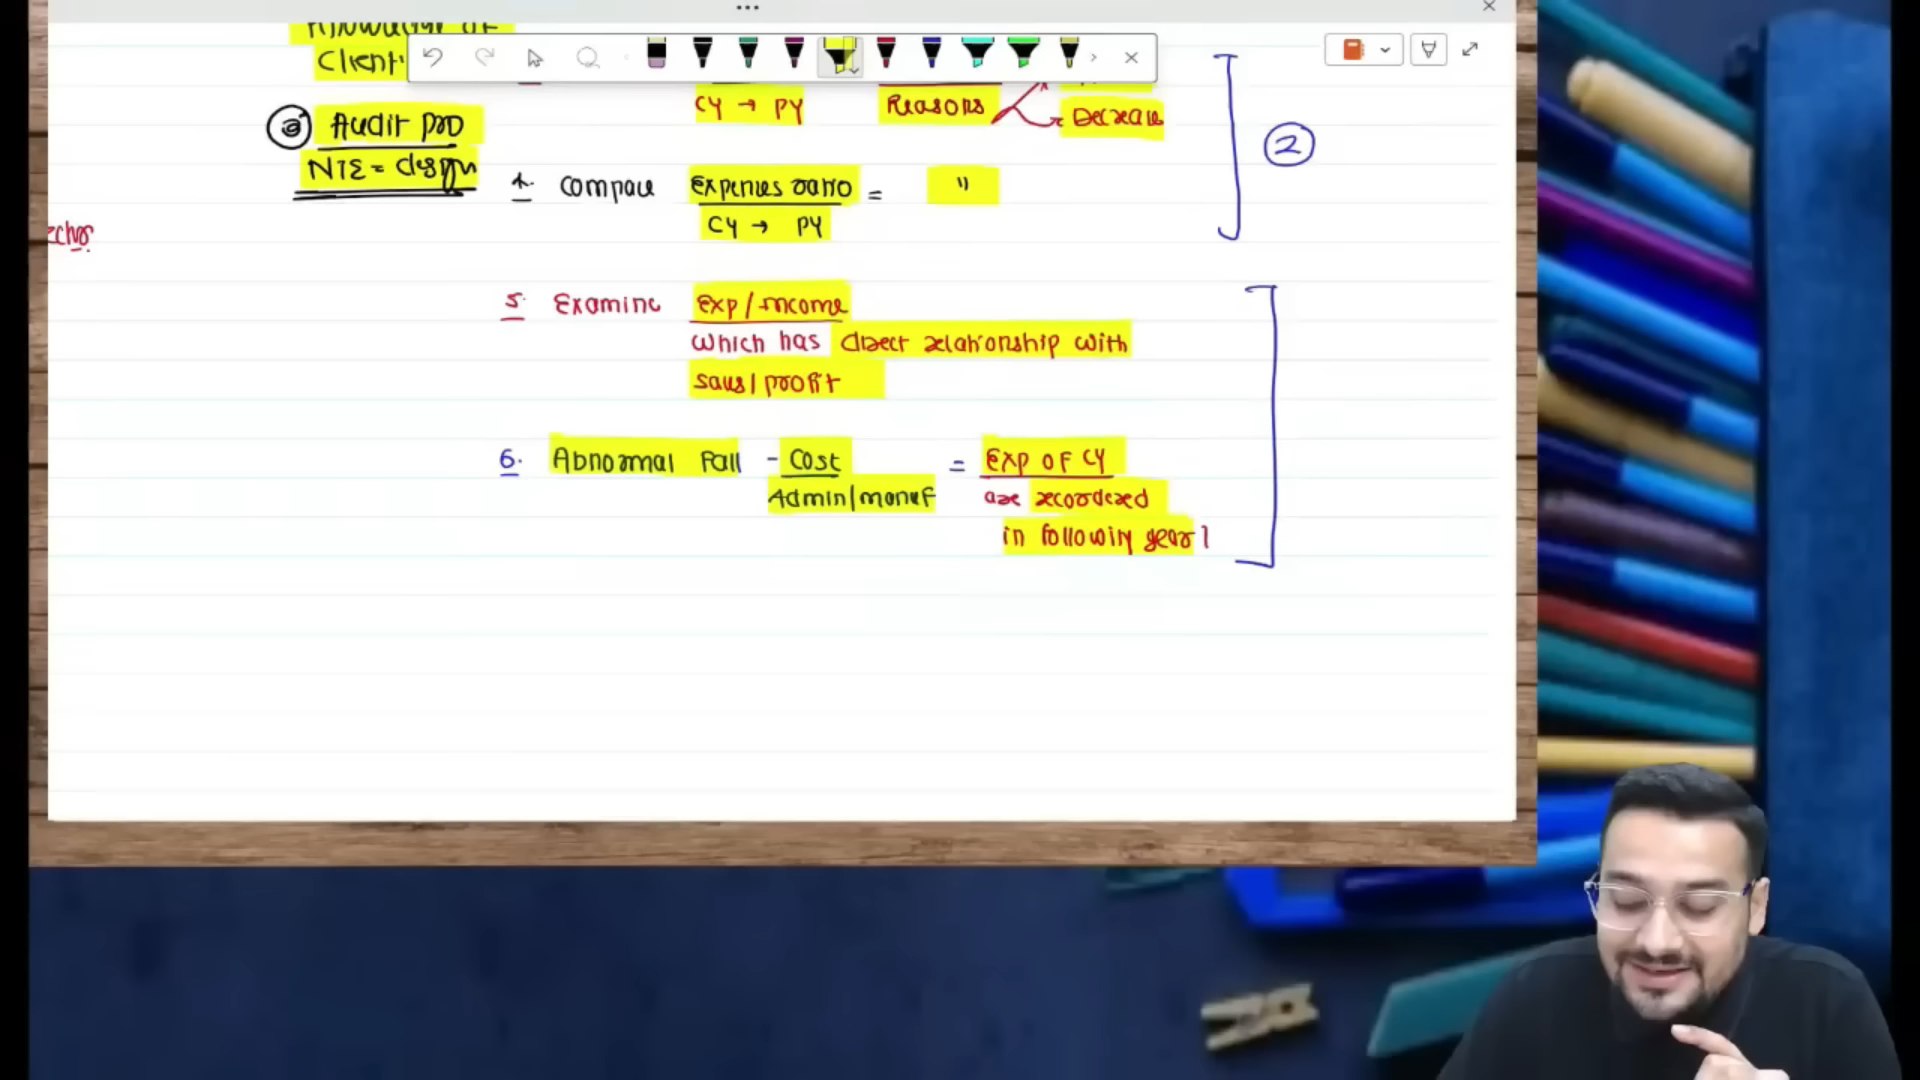 Client
CY → PY
Reasons
Decrease
③ Audit pro
NTE = design
4. Compare Expenses ratio = "
CY → PY
②
5. Examine Exp/income
which has direct relationship with
sales/profit
6. Abnormal Fall - Cost = Exp of CY
Admin/manuf are recordered
in following year